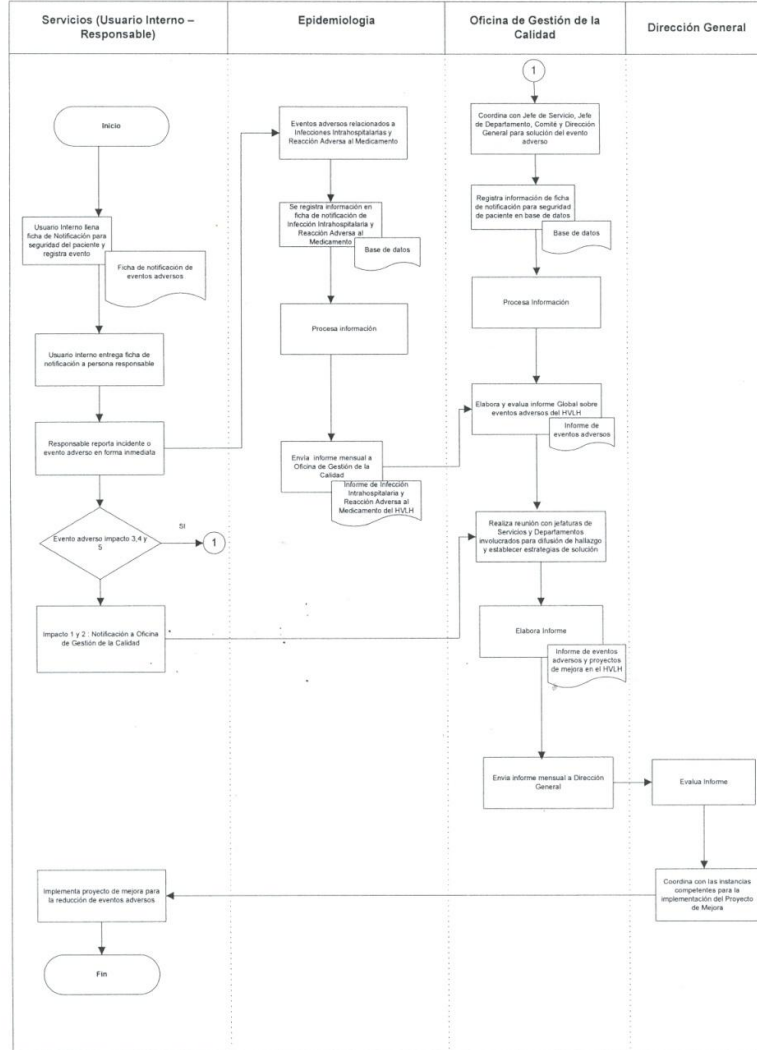 Servicios (Usuario Interno –
Responsable)
Epidemiologia
Oficina de Gestión de la
Calidad
Dirección General
Inicio
Usuario Interno llena
ficha de Notificación para
seguridad del paciente y
registra evento
Ficha de notificación de
eventos adversos
Usuario interno entrega ficha de
notificación a persona responsable
Responsable reporta incidente o
evento adverso en forma inmediata
Evento adverso impacto 3,4 y
5
SI
1
Impacto 1 y 2 : Notificación a Oficina
de Gestión de la Calidad
Implementa proyecto de mejora para
la reducción de eventos adversos
Fin
Eventos adversos relacionados a
Infecciones Intrahospitalarias y
Reacción Adversa al Medicamento
Se registra información en
ficha de notificación de
Infección Intrahospitalaria y
Reacción Adversa al
Medicamento
Base de datos
Procesa información
Envía informe mensual a
Oficina de Gestión de la
Calidad
Informe de Infección
Intrahospitalaria y
Reacción Adversa al
Medicamento del HVLH
1
Coordina con Jefe de Servicio, Jefe
de Departamento, Comité y Dirección
General para solución del evento
adverso
Registra información de ficha
de notificación para seguridad
de paciente en base de datos
Base de datos
Procesa Información
Elabora y evalua informe Global sobre
eventos adversos del HVLH
Informe de
eventos adversos
Realiza reunión con jefaturas de
Servicios y Departamentos
involucrados para difusión de hallazgo
y establecer estrategias de solución
Elabora Informe
Informe de eventos
adversos y proyectos
de mejora en el HVLH
Envía informe mensual a Dirección
General
Evalua Informe
Coordina con las instancias
competentes para la
implementación del Proyecto
de Mejora